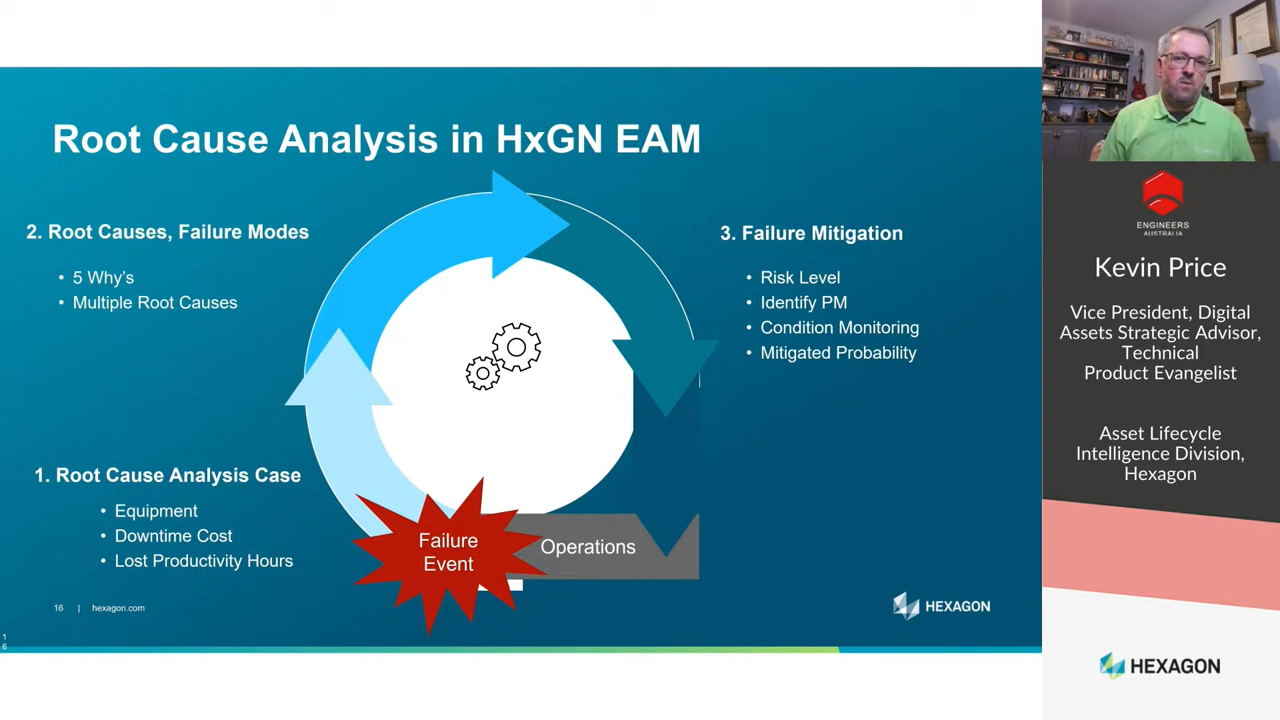 Root Cause Analysis in HxGN EAM
2. Root Causes, Failure Modes
• 5 Why's
• Multiple Root Causes
3. Failure Mitigation
• Risk Level
• Identify PM
• Condition Monitoring
• Mitigated Probability
1. Root Cause Analysis Case
• Equipment
• Downtime Cost
• Lost Productivity Hours
Failure
Event
Operations
16 | hexagon.com
HEXAGON
1
6
ENGINEERS
AUSTRALIA
Kevin Price
Vice President, Digital
Assets Strategic Advisor,
Technical
Product Evangelist
Asset Lifecycle
Intelligence Division,
Hexagon
HEXAGON